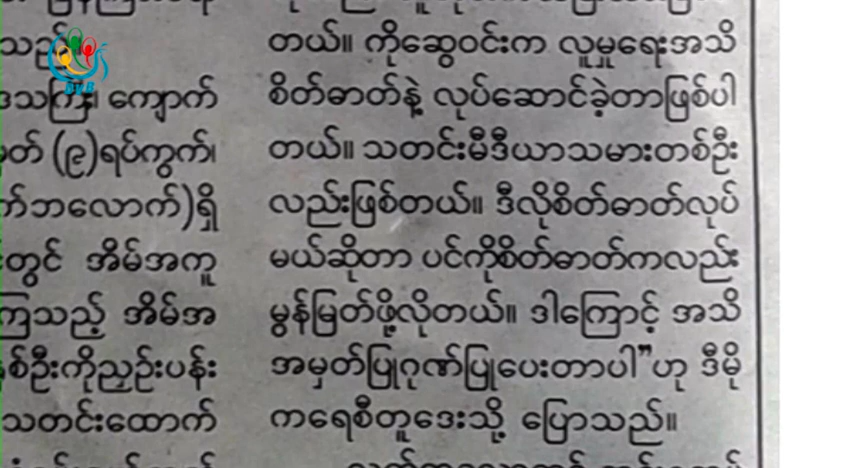 သည်။
ကျောက်
(၉)ရပ်ကွက်၊
ဘလောက်)ရှိ
တွင် အိမ်အကူ
ကြသည့် အိမ်အ
စ်ဦးကိုညှဉ်းပန်း
သတင်းထောက်
တယ်။ ကိုဆွေဝင်းက လူမှုရေးအသိ
စိတ်ဓာတ်နဲ့ လုပ်ဆောင်ခဲ့တာဖြစ်ပါ
တယ်။ သတင်းမီဒီယာသမားတစ်ဦး
လည်းဖြစ်တယ်။ ဒီလိုစိတ်ဓာတ်လုပ်
မယ်ဆိုတာ ပင်ကိုစိတ်ဓာတ်ကလည်း
မွန်မြတ်ဖို့လိုတယ်။ ဒါကြောင့် အသိ
အမှတ်ပြုဂုဏ်ပြုပေးတာပါ”ဟု ဒီမို
ကရေစီတူဒေးသို့ ပြောသည်။
DVB